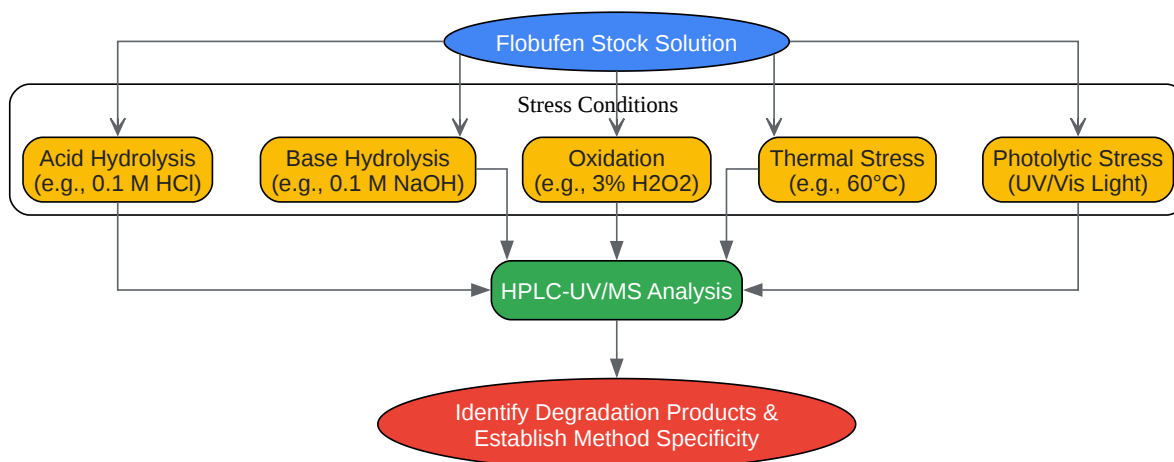 Flobufen Stock Solution
Stress Conditions
Acid Hydrolysis
(e.g., 0.1 M HCl)
Base Hydrolysis
(e.g., 0.1 M NaOH)
Oxidation
(e.g., 3% H2O2)
Thermal Stress
(e.g., 60°C)
Photolytic Stress
(UV/Vis Light)
HPLC-UV/MS Analysis
Identify Degradation Products &
Establish Method Specificity